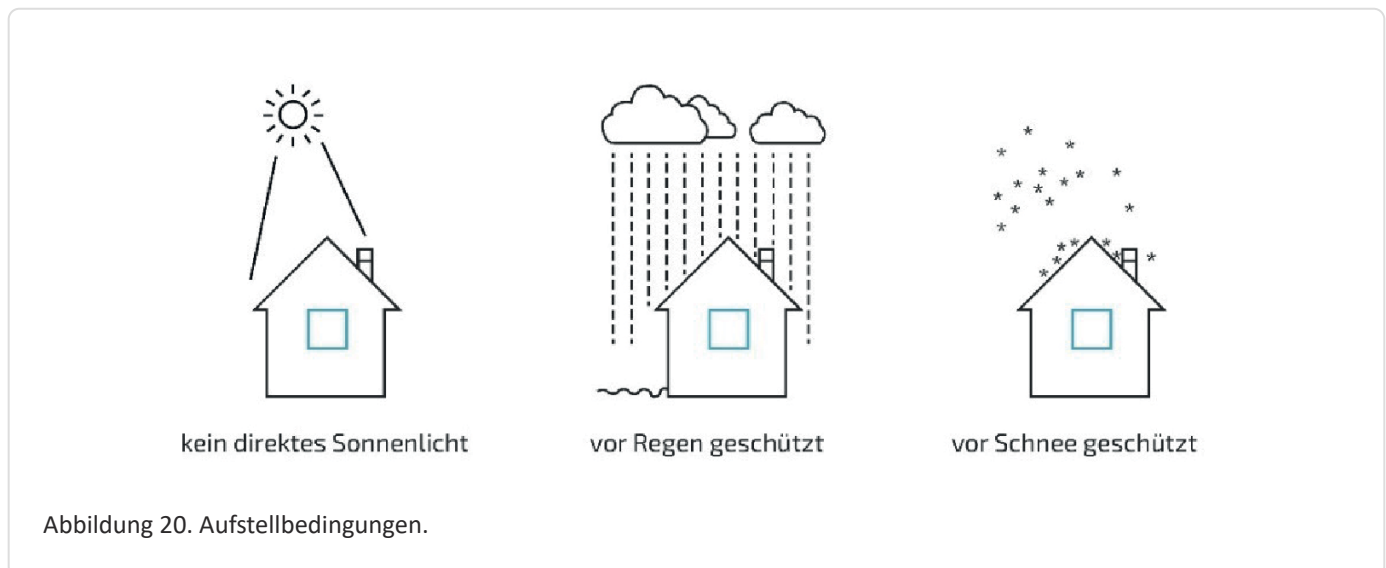 kein direktes Sonnenlicht
vor Regen geschützt
vor Schnee geschützt
Abbildung 20. Aufstellbedingungen.